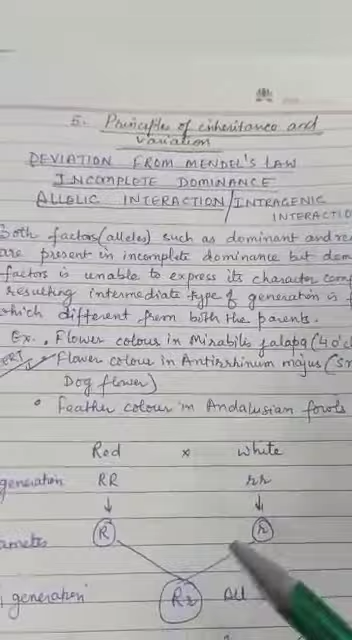 5. Principles of inheritance and
variation
DEVIATION FROM MENDEL'S LAW
INCOMPLETE DOMINANCE
ALLELIC INTERACTION/INTRAGENIC
INTERACTIO
Both factors (alleles) such as dominant and re
are present in incomplete dominance but dom
factors is unable to express its character comp
resulting intermediate type of generation is f
which different from both the parents.
Ex. • Flower colour in Mirabilis jalapa (4 o'cl
• Flower colour in Antirrhinum majus (Sn
Dog flower)
• Feather colour in Andalusian fowls
Red × White
generation RR rr
R r
generation Rr All